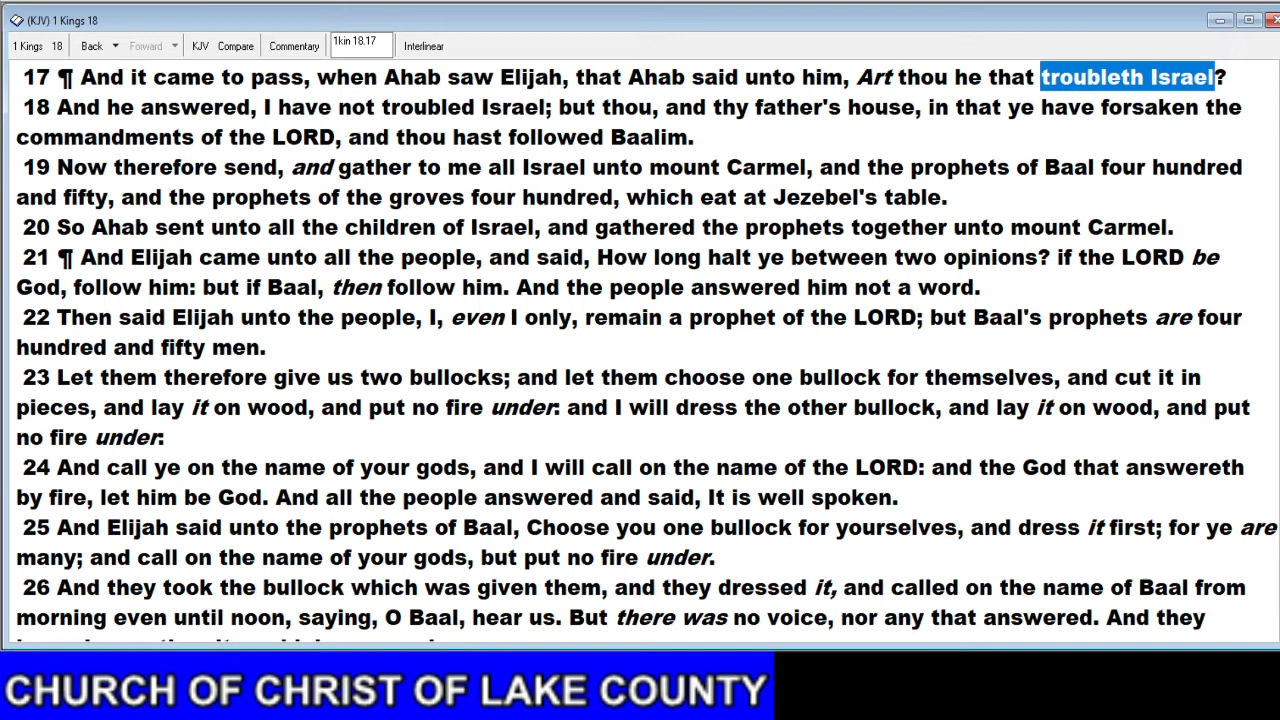 (KJV) 1 Kings 18
1 Kings 18 Back Forward KJV Compare Commentary 1kin 18.17 Interlinear
17 ¶ And it came to pass, when Ahab saw Elijah, that Ahab said unto him, Art thou he that troubleth Israel?
18 And he answered, I have not troubled Israel; but thou, and thy father's house, in that ye have forsaken the
commandments of the LORD, and thou hast followed Baalim.
19 Now therefore send, and gather to me all Israel unto mount Carmel, and the prophets of Baal four hundred
and fifty, and the prophets of the groves four hundred, which eat at Jezebel's table.
20 So Ahab sent unto all the children of Israel, and gathered the prophets together unto mount Carmel.
21 ¶ And Elijah came unto all the people, and said, How long halt ye between two opinions? if the LORD be
God, follow him: but if Baal, then follow him. And the people answered him not a word.
22 Then said Elijah unto the people, I, even I only, remain a prophet of the LORD; but Baal's prophets are four
hundred and fifty men.
23 Let them therefore give us two bullocks; and let them choose one bullock for themselves, and cut it in
pieces, and lay it on wood, and put no fire under: and I will dress the other bullock, and lay it on wood, and put
no fire under:
24 And call ye on the name of your gods, and I will call on the name of the LORD: and the God that answereth
by fire, let him be God. And all the people answered and said, It is well spoken.
25 And Elijah said unto the prophets of Baal, Choose you one bullock for yourselves, and dress it first; for ye are
many; and call on the name of your gods, but put no fire under.
26 And they took the bullock which was given them, and they dressed it, and called on the name of Baal from
morning even until noon, saying, O Baal, hear us. But there was no voice, nor any that answered. And they
CHURCH OF CHRIST OF LAKE COUNTY